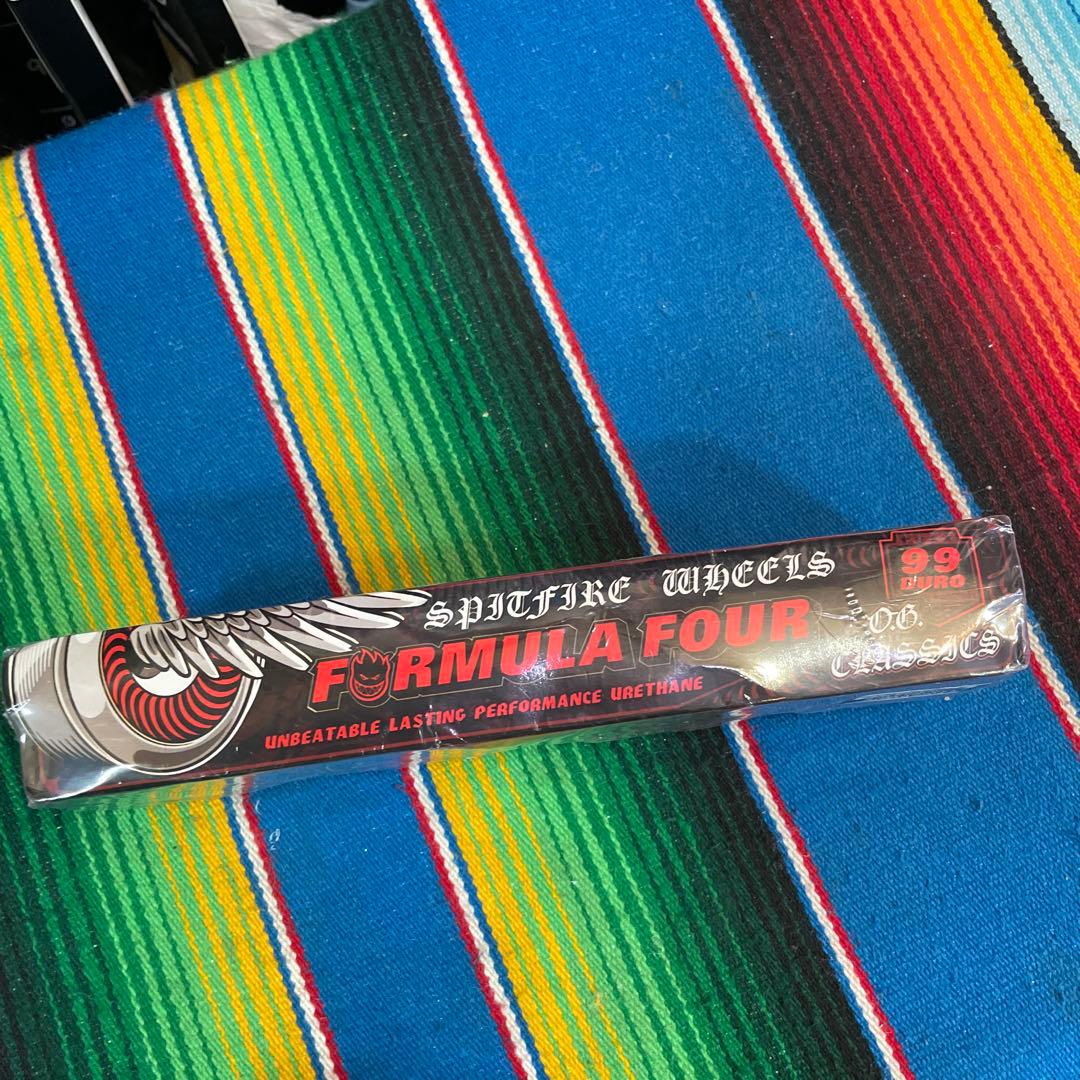 SPITFIRE WHEELS
FORMULA FOUR
UNBEATABLE LASTING PERFORMANCE URETHANE
99
DURO
O.G.
CLASSICS